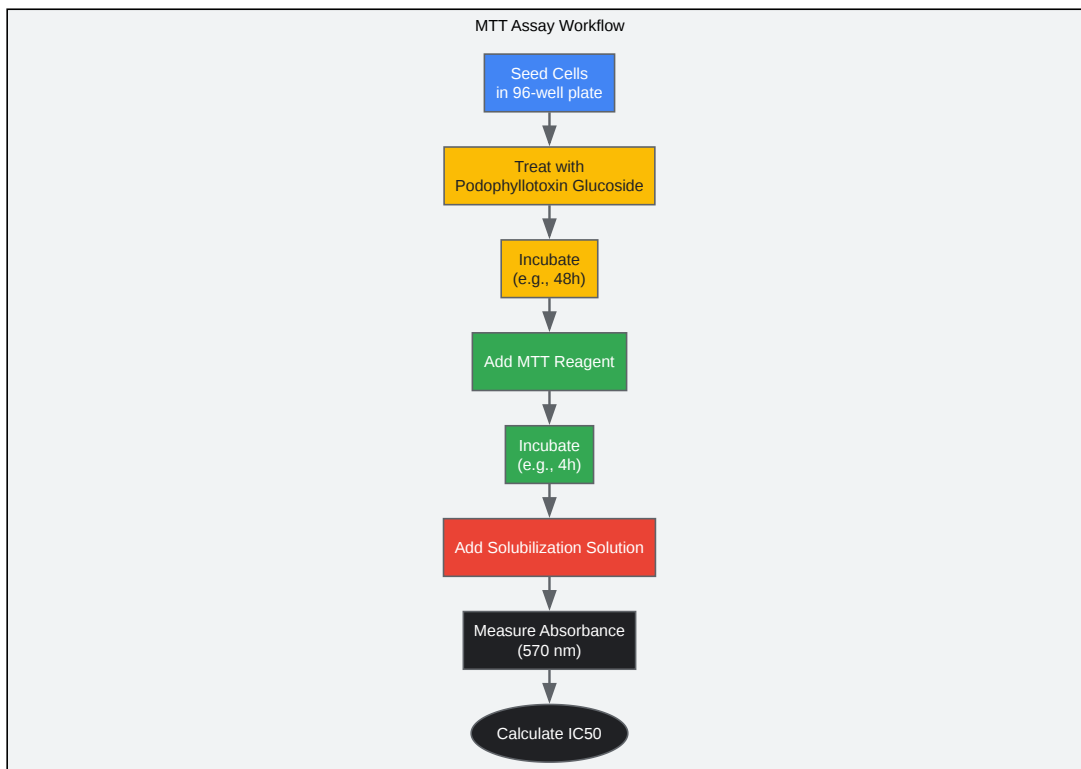 MTT Assay Workflow
Seed Cells
in 96-well plate
Treat with
Podophyllotoxin Glucoside
Incubate
(e.g., 48h)
Add MTT Reagent
Incubate
(e.g., 4h)
Add Solubilization Solution
Measure Absorbance
(570 nm)
Calculate IC50